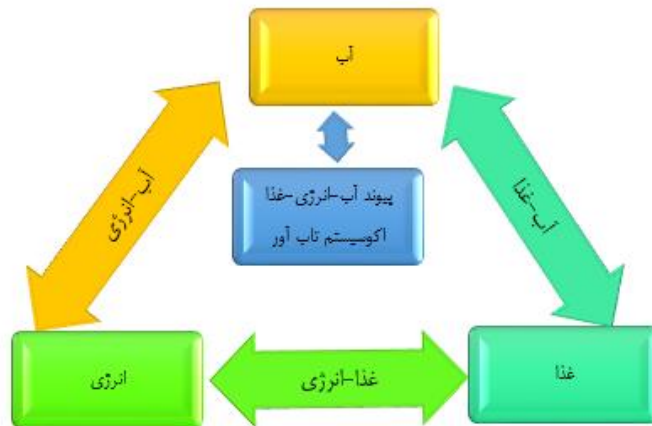 آب
آب-انرژی
آب-غذا
پیوند آب-انرژی-غذا
اکوسیستم تاب آور
انرژی
غذا-انرژی
غذا